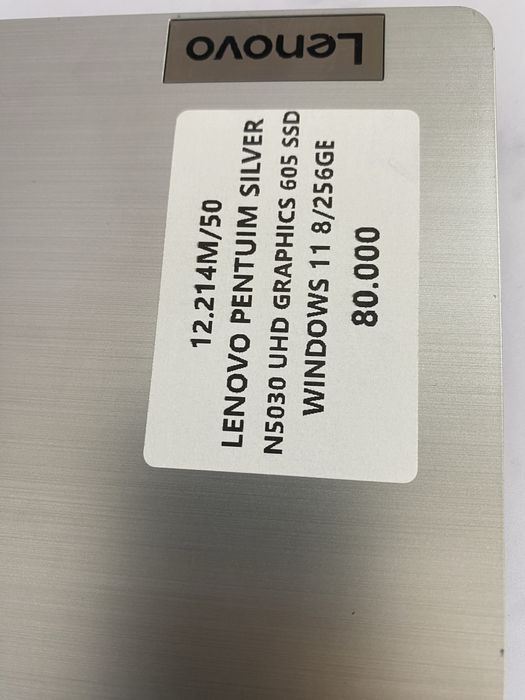 Lenovo
12.214M/50
LENOVO PENTUIM SILVER
N5030 UHD GRAPHICS 605 SSD
WINDOWS 11 8/256GE
80.000